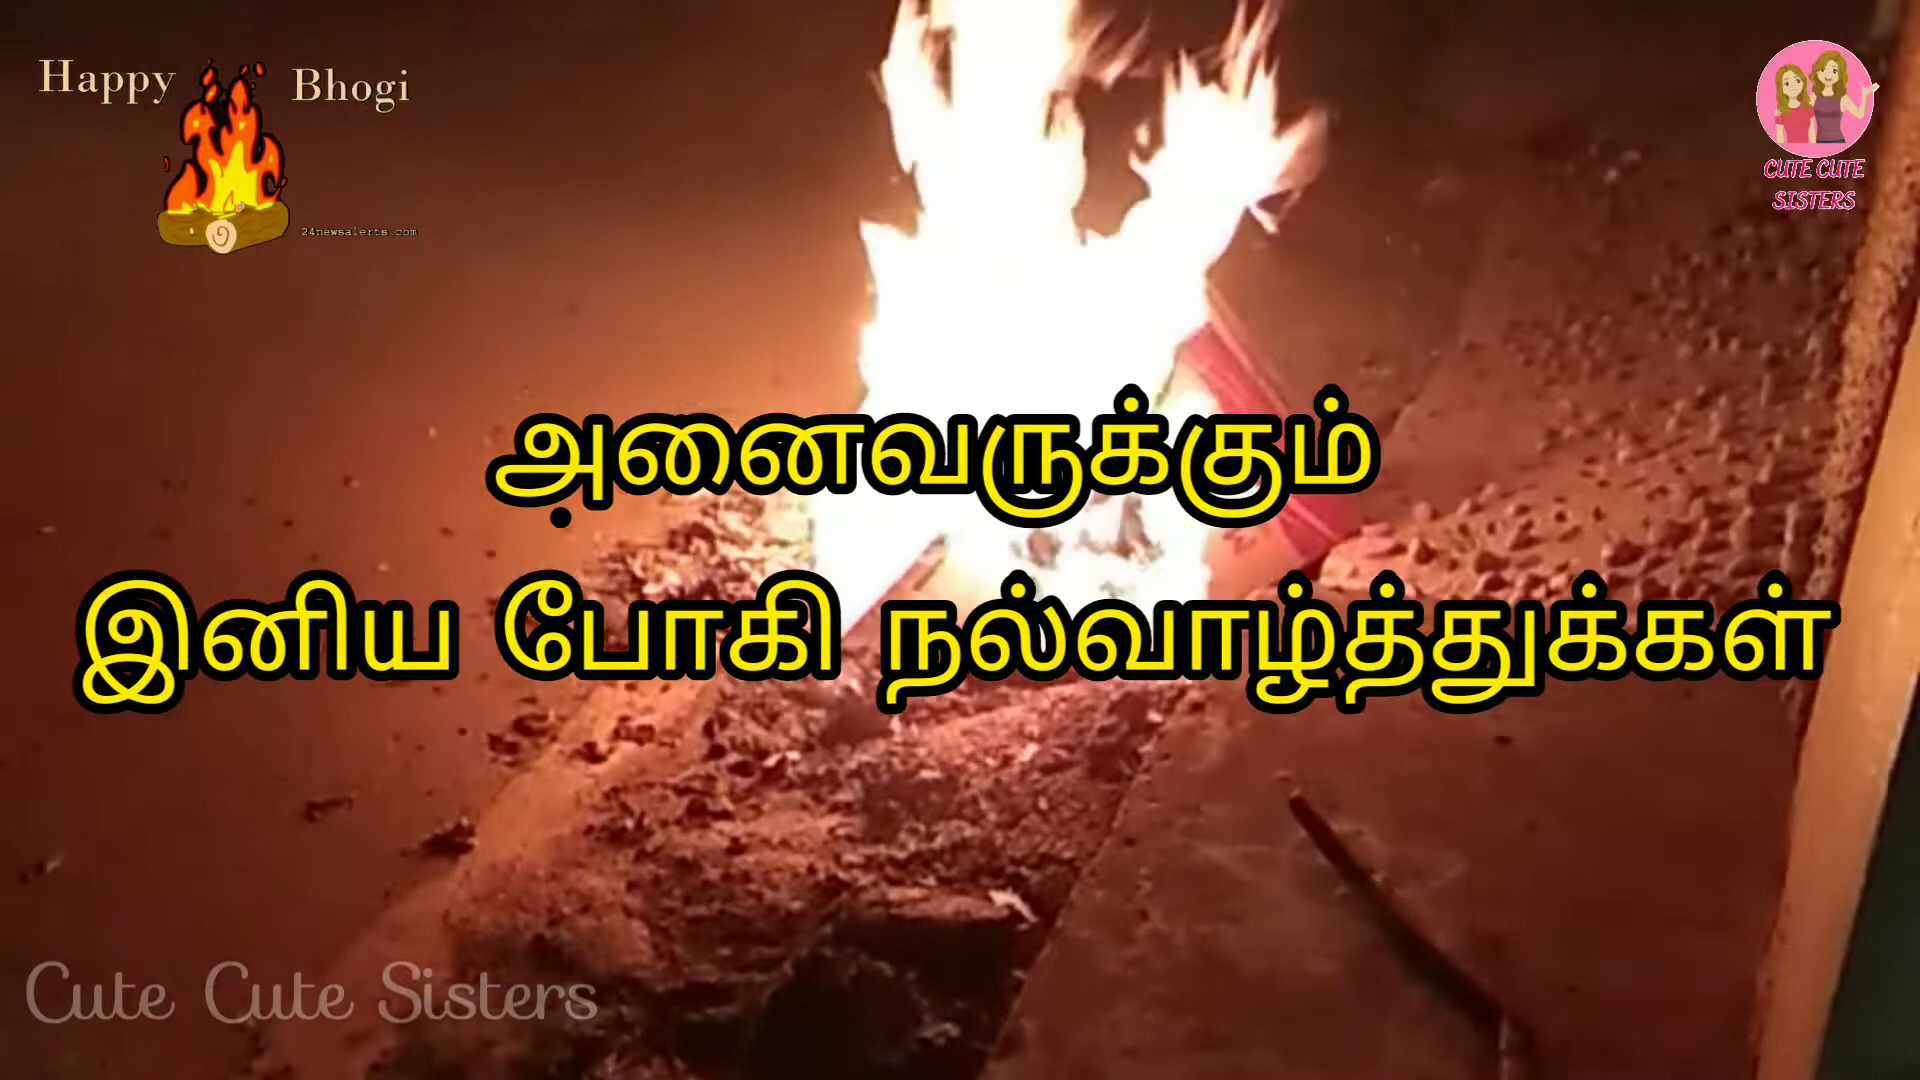 Happy Bhogi
24newsalerts.com
CUTE CUTE
SISTERS
அனைவருக்கும்
இனிய போகி நல்வாழ்த்துக்கள்
Cute Cute Sisters